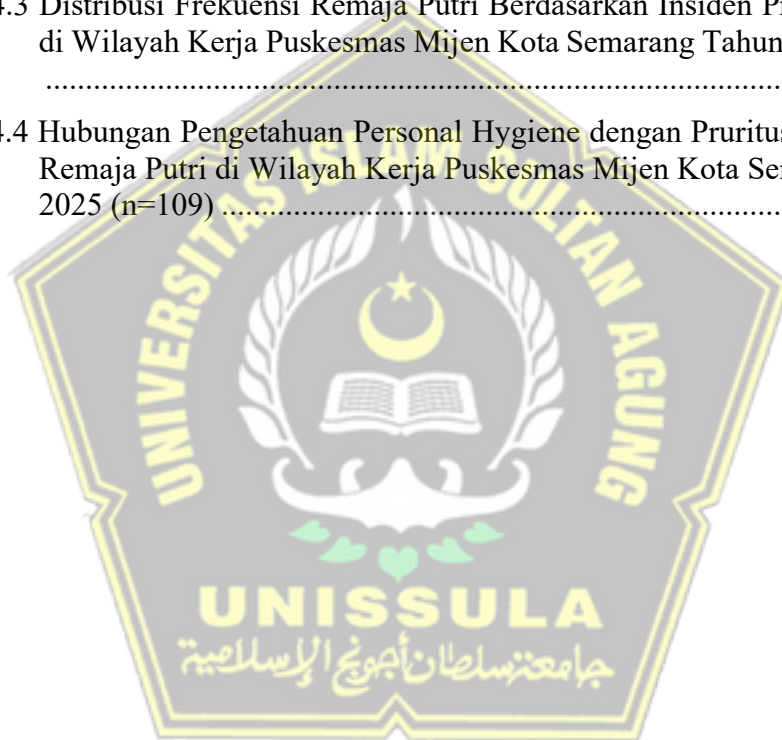 4.3 Distribusi Frekuensi Remaja Putri Berdasarkan Insiden
di Wilayah Kerja Puskesmas Mijen Kota Semarang Tahun
................................................................................................
4.4 Hubungan Pengetahuan Personal Hygiene dengan Pruritus
Remaja Putri di Wilayah Kerja Puskesmas Mijen Kota
2025 (n=109) ........................................................................
UNIVERSITAS ISLAM SULTAN AGUNG
UNISSULA
جامعة سلطان أجونج الإسلامية